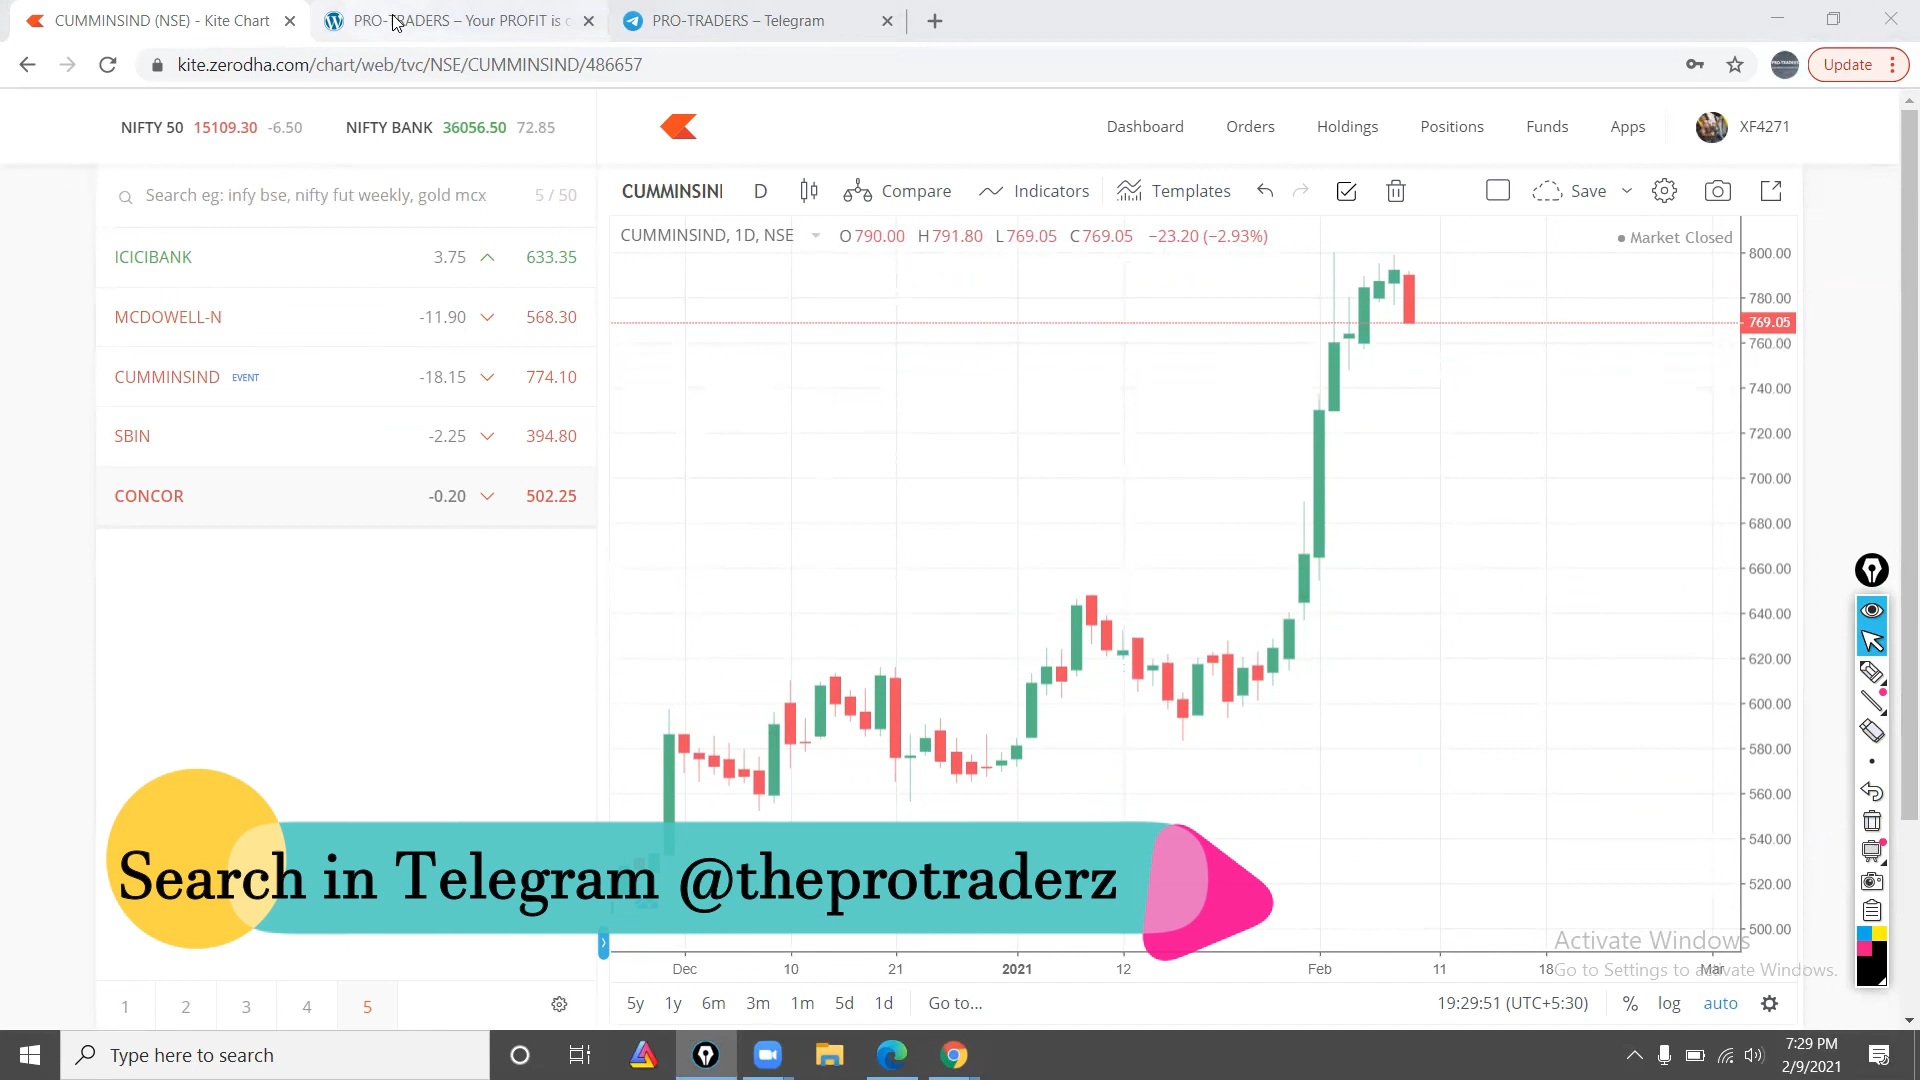 CUMMINSIND (NSE) - Kite Chart
PRO-TRADERS – Your PROFIT is
PRO-TRADERS – Telegram
kite.zerodha.com/chart/web/tvc/NSE/CUMMINSIND/486657
Update
NIFTY 50 15109.30 -6.50 NIFTY BANK 36056.50 72.85
Dashboard Orders Holdings Positions Funds Apps XF4271
Search eg: infy bse, nifty fut weekly, gold mcx 5 / 50
ICICIBANK 3.75 633.35
MCDOWELL-N -11.90 568.30
CUMMINSIND EVENT -18.15 774.10
SBIN -2.25 394.80
CONCOR -0.20 502.25
CUMMINSIND D Compare Indicators Templates Save
CUMMINSIND, 1D, NSE O790.00 H791.80 L769.05 C769.05 −23.20 (−2.93%)
Market Closed
800.00
780.00
769.05
760.00
740.00
720.00
700.00
680.00
660.00
640.00
620.00
600.00
580.00
560.00
540.00
520.00
500.00
Search in Telegram @theprotraderz
Activate Windows
Go to Settings to activate Windows.
Dec 10 21 2021 12 Feb 11 18 Mar
1 2 3 4 5
5y 1y 6m 3m 1m 5d 1d Go to...
19:29:51 (UTC+5:30) % log auto
Type here to search
7:29 PM
2/9/2021